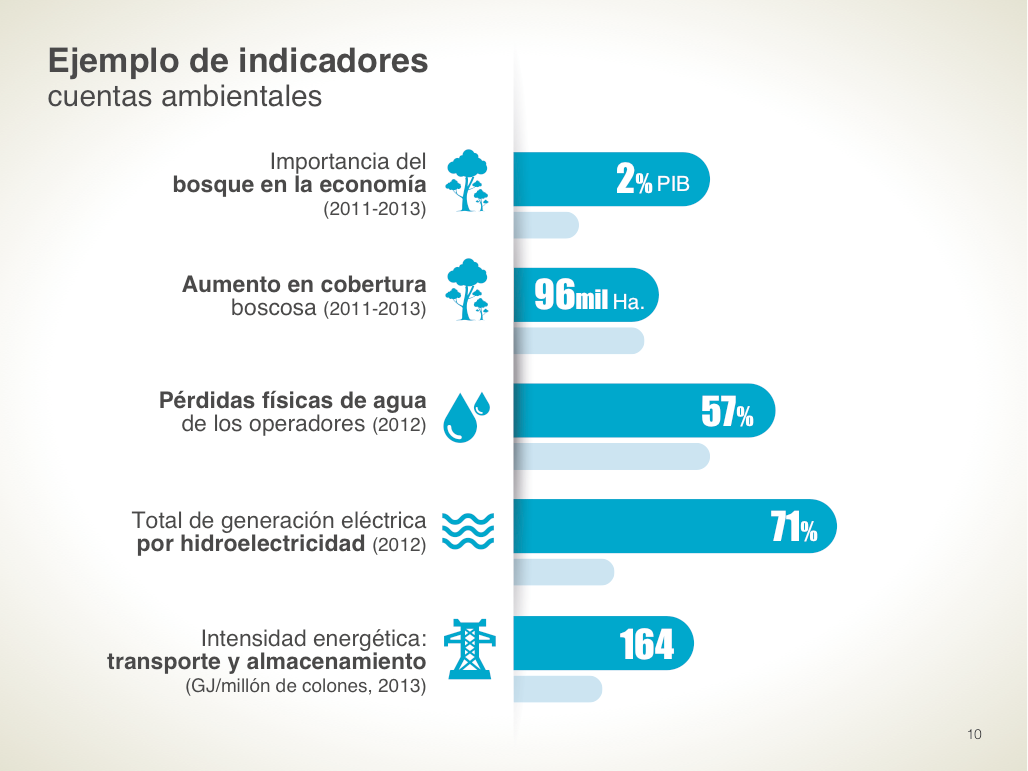 Ejemplo de indicadores
cuentas ambientales
Importancia del
bosque en la economía
(2011-2013)
2% PIB
Aumento en cobertura
boscosa (2011-2013)
96mil Ha.
Pérdidas físicas de agua
de los operadores (2012)
57%
Total de generación eléctrica
por hidroelectricidad (2012)
71%
Intensidad energética:
transporte y almacenamiento
(GJ/millón de colones, 2013)
164
10